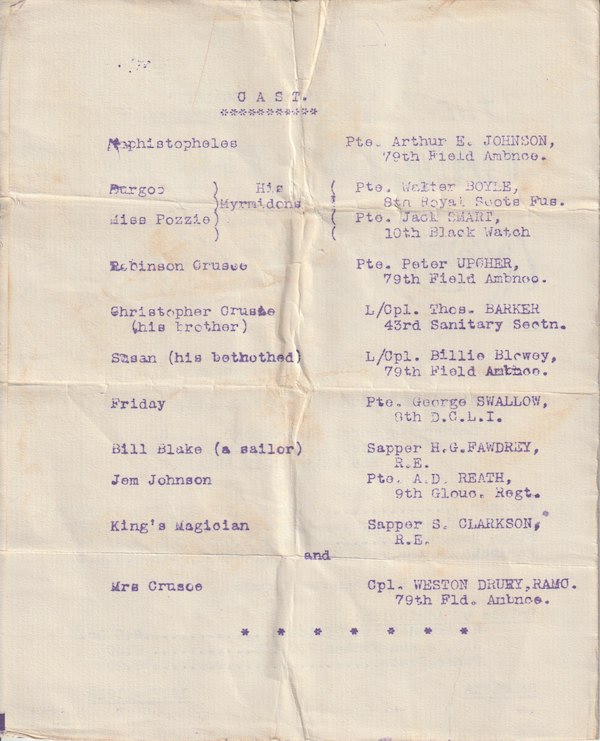 C A S T.
***********
Mephistopheles Pte. Arthur E. JOHNSON,
79th Field Ambnce.
Burgoo ) His ( Pte. Walter BOYLE,
)Myrmidons ( 8th Royal Scots Fus.
Miss Pozzie) ( Pte. Jack SMART,
) ( 10th Black Watch
Robinson Crusoe Pte. Peter UPGHER,
79th Field Ambnce.
Christopher Crusoe L/Cpl. Thos. BARKER
(his brother) 43rd Sanitary Sectn.
Susan (his bethothed) L/Cpl. Billie Blewey,
79th Field Ambnce.
Friday Pte. George SWALLOW,
8th D.C.L.I.
Bill Blake (a sailor) Sapper H.G.FAWDREY,
R.E.
Jem Johnson Pte. A.D. REATH,
9th Glouc. Regt.
King's Magician Sapper S. CLARKSON,
R.E.
and
Mrs Crusoe Cpl. WESTON DRURY,RAMC.
79th Fld. Ambnce.
* * * * * * *